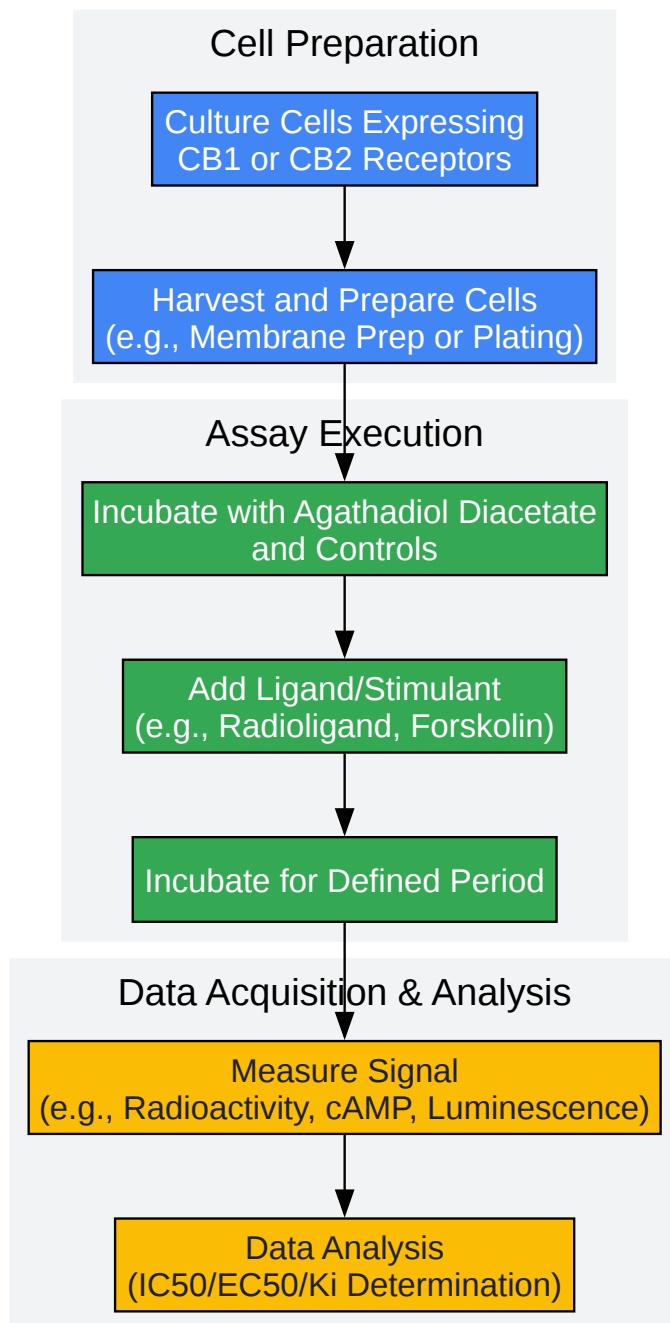 Cell Preparation
Culture Cells Expressing
CB1 or CB2 Receptors
Harvest and Prepare Cells
(e.g., Membrane Prep or Plating)
Assay Execution
Incubate with Agathadiol Diacetate
and Controls
Add Ligand/Stimulant
(e.g., Radioligand, Forskolin)
Incubate for Defined Period
Data Acquisition & Analysis
Measure Signal
(e.g., Radioactivity, cAMP, Luminescence)
Data Analysis
(IC50/EC50/Ki Determination)